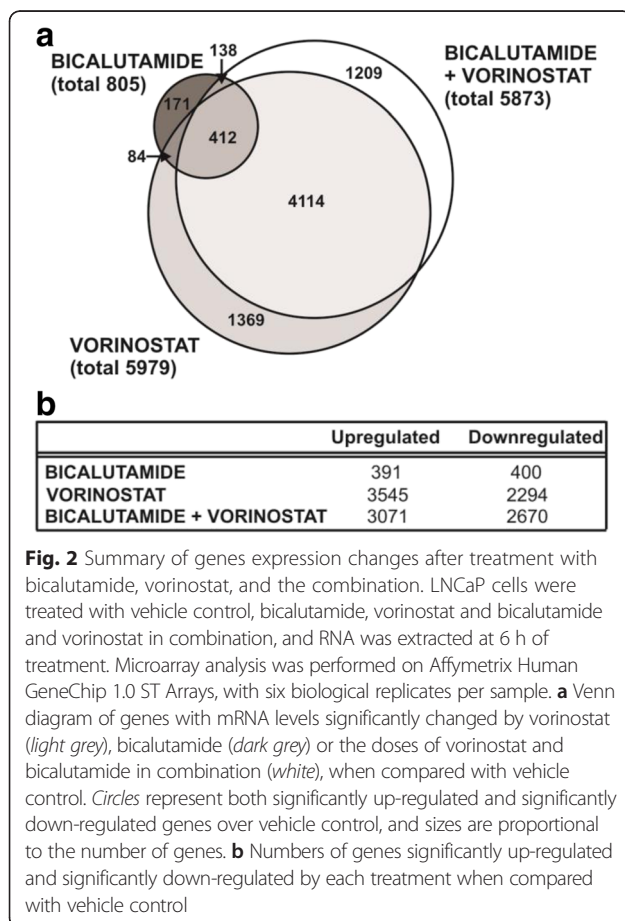 a
BICALUTAMIDE
(total 805)
138
BICALUTAMIDE
+ VORINOSTAT
(total 5873)
1209
171
412
84
4114
1369
VORINOSTAT
(total 5979)
b
Upregulated Downregulated
BICALUTAMIDE 391 400
VORINOSTAT 3545 2294
BICALUTAMIDE + VORINOSTAT 3071 2670
Fig. 2 Summary of genes expression changes after treatment with
bicalutamide, vorinostat, and the combination. LNCaP cells were
treated with vehicle control, bicalutamide, vorinostat and bicalutamide
and vorinostat in combination, and RNA was extracted at 6 h of
treatment. Microarray analysis was performed on Affymetrix Human
GeneChip 1.0 ST Arrays, with six biological replicates per sample. a Venn
diagram of genes with mRNA levels significantly changed by vorinostat
(light grey), bicalutamide (dark grey) or the doses of vorinostat and
bicalutamide in combination (white), when compared with vehicle
control. Circles represent both significantly up-regulated and significantly
down-regulated genes over vehicle control, and sizes are proportional
to the number of genes. b Numbers of genes significantly up-regulated
and significantly down-regulated by each treatment when compared
with vehicle control